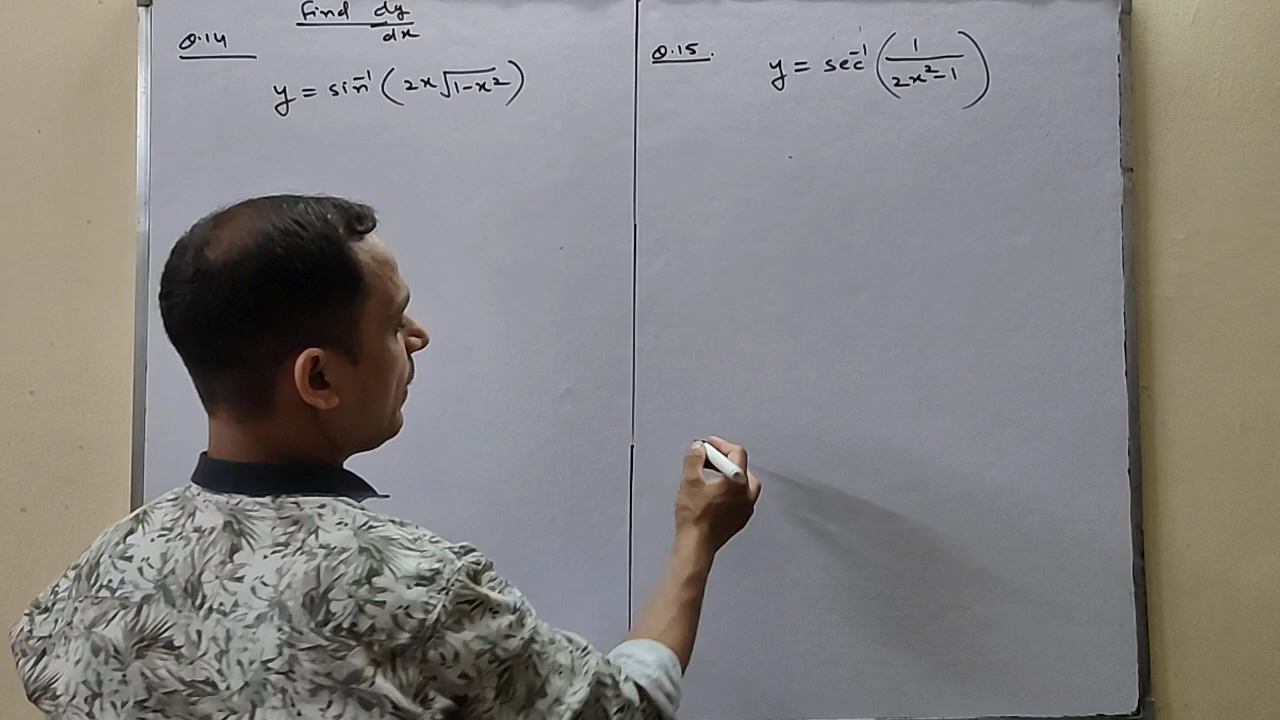 Find dy/dx
Q.14
y = sin⁻¹ (2x√1-x²)
Q.15.
y = sec⁻¹ (1/2x²-1)